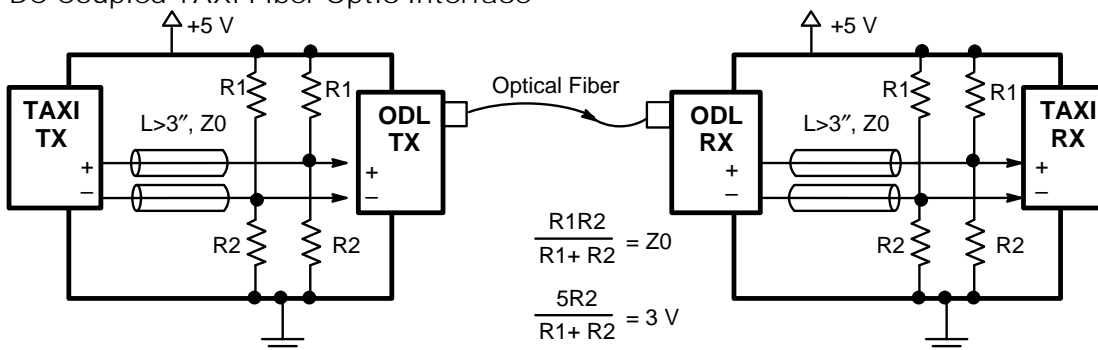 DC Coupled TAXI Fiber Optic Interface
+5 V
+5 V
R1
R1
Optical Fiber
R1
R1
TAXI
TX
L>3″, Z0
ODL
TX
ODL
RX
L>3″, Z0
TAXI
RX
+
+
+
+
–
–
–
–
R2
R2
R1R2
R1+ R2
= Z0
R2
R2
5R2
R1+ R2
= 3 V